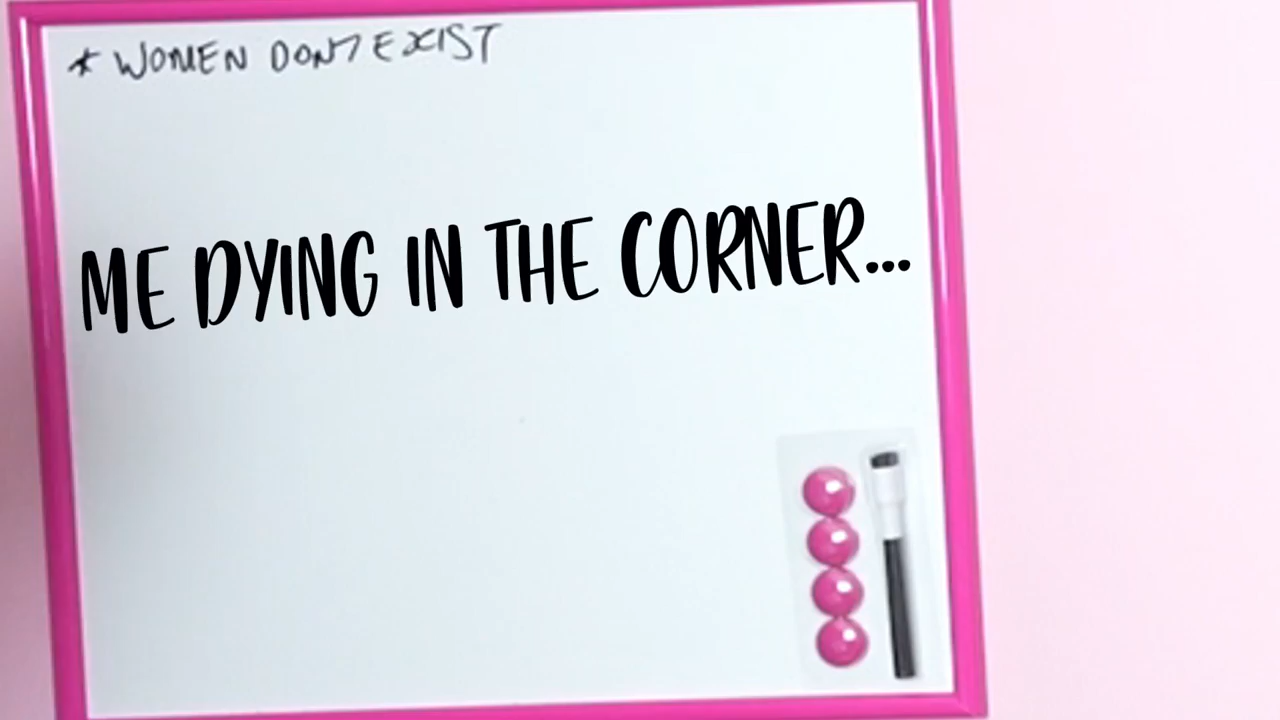 * WOMEN DONT EXIST
ME DYING IN THE CORNER...